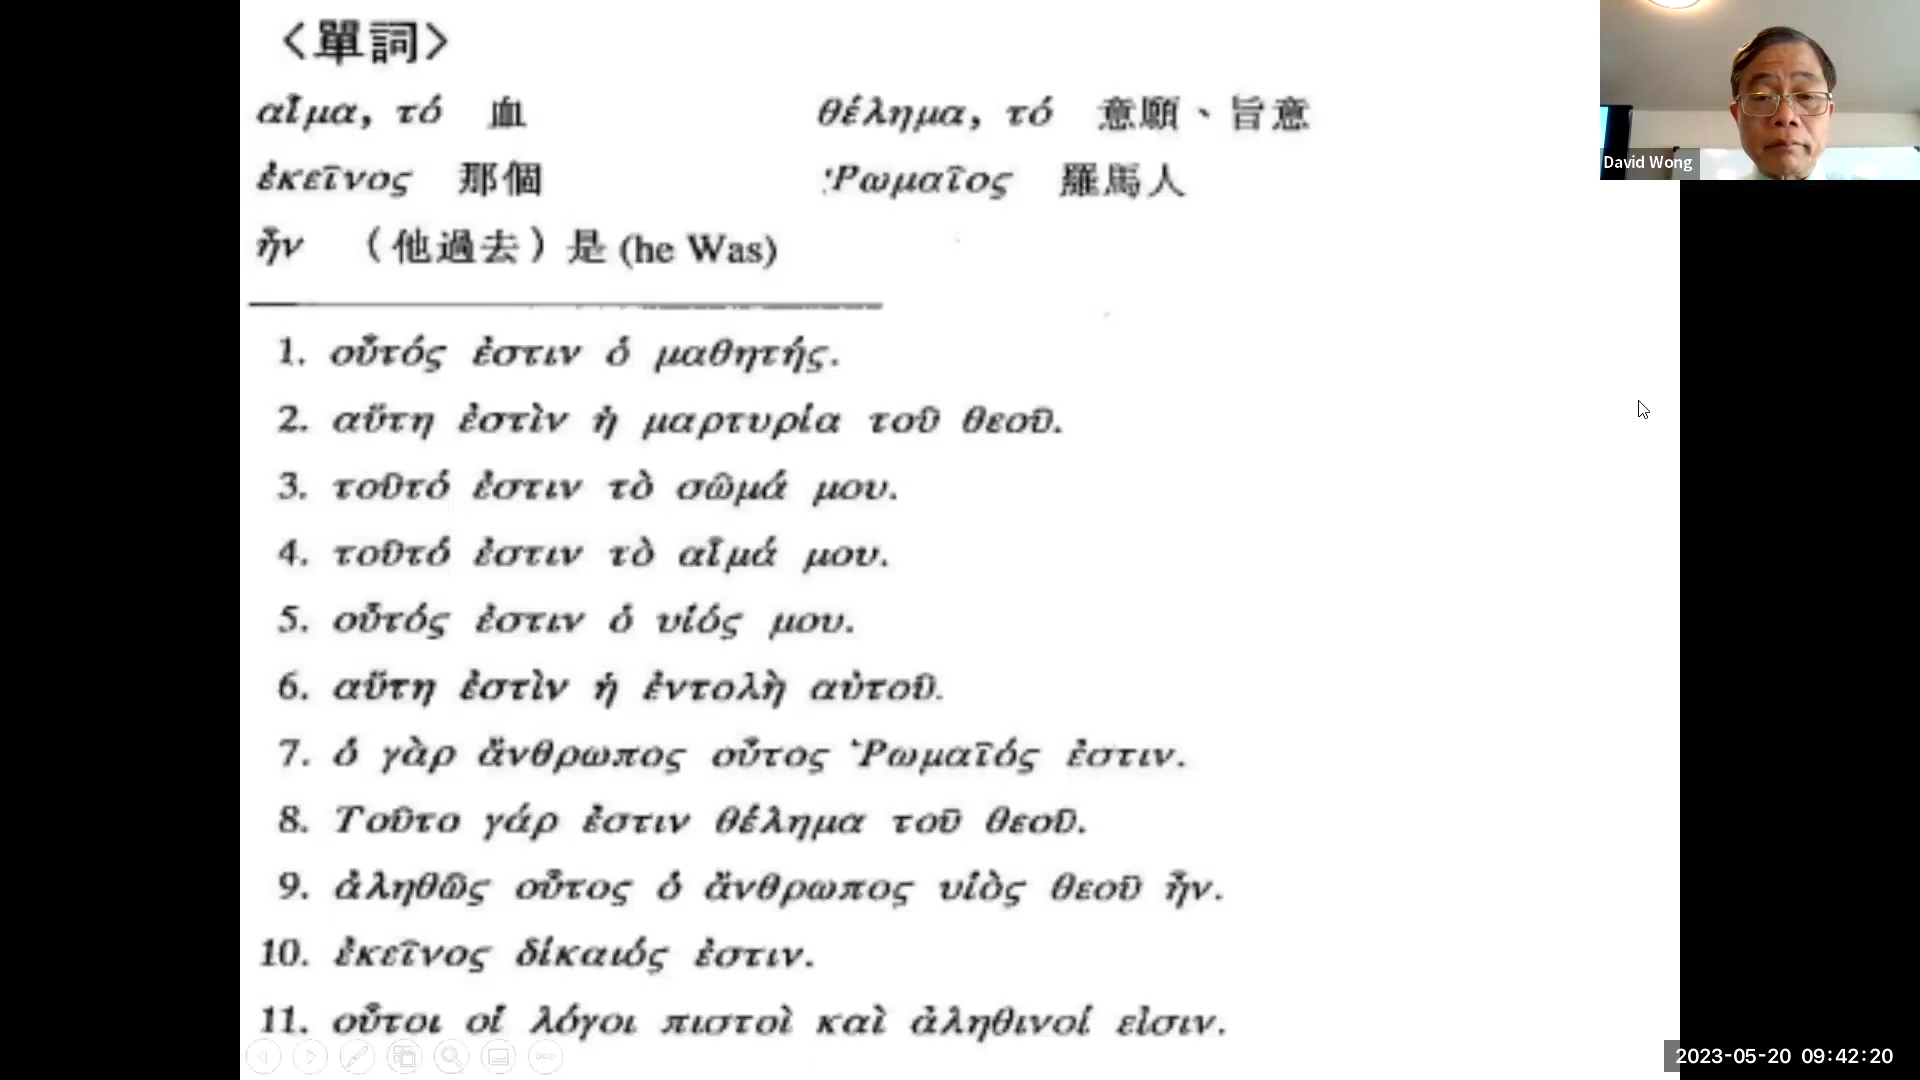 〈單詞〉
αἷμα, τό 血 θέλημα, τό 意願、旨意
ἐκεῖνος 那個 Ῥωμαῖος 羅馬人
ἦν （他過去）是 (he Was)
1. οὗτός ἐστιν ὁ μαθητής.
2. αὕτη ἐστὶν ἡ μαρτυρία τοῦ θεοῦ.
3. τοῦτό ἐστιν τὸ σῶμά μου.
4. τοῦτό ἐστιν τὸ αἷμά μου.
5. οὗτός ἐστιν ὁ υἱός μου.
6. αὕτη ἐστὶν ἡ ἐντολὴ αὐτοῦ.
7. ὁ γὰρ ἄνθρωπος οὗτος Ῥωμαῖός ἐστιν.
8. Τοῦτο γάρ ἐστιν θέλημα τοῦ θεοῦ.
9. ἀληθῶς οὗτος ὁ ἄνθρωπος υἱὸς θεοῦ ἦν.
10. ἐκεῖνος δίκαιός ἐστιν.
11. οὗτοι οἱ λόγοι πιστοὶ καὶ ἀληθινοί εἰσιν.
David Wong
2023-05-20 09:42:20